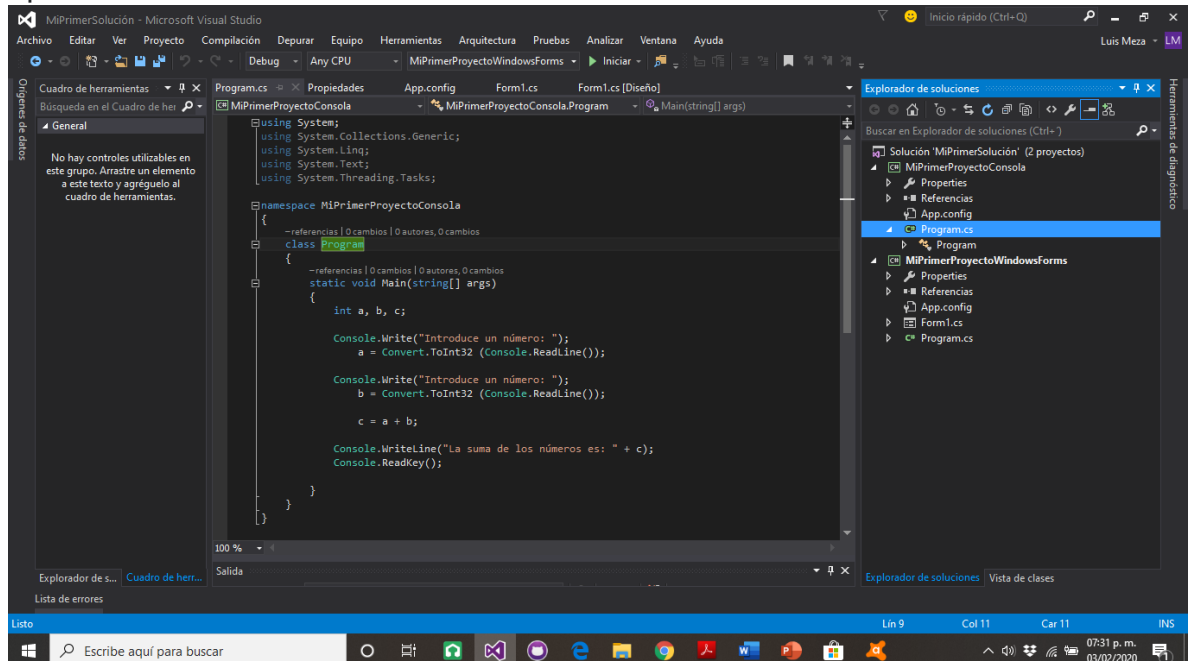 MiPrimerSolución - Microsoft Visual Studio
Inicio rápido (Ctrl+Q)
Archivo Editar Ver Proyecto Compilación Depurar Equipo Herramientas Arquitectura Pruebas Analizar Ventana Ayuda
Luis Meza LM
Debug Any CPU MiPrimerProyectoWindowsForms Iniciar
Orígenes de datos
Cuadro de herramientas
Búsqueda en el Cuadro de her
General
No hay controles utilizables en
este grupo. Arrastre un elemento
a este texto y agréguelo al
cuadro de herramientas.
Explorador de s... Cuadro de herr...
Program.cs Propiedades App.config Form1.cs Form1.cs [Diseño]
MiPrimerProyectoConsola MiPrimerProyectoConsola.Program Main(string[] args)
using System;
using System.Collections.Generic;
using System.Linq;
using System.Text;
using System.Threading.Tasks;
namespace MiPrimerProyectoConsola
{
−referencias | 0 cambios | 0 autores, 0 cambios
class Program
{
−referencias | 0 cambios | 0 autores, 0 cambios
static void Main(string[] args)
{
int a, b, c;
Console.Write("Introduce un número: ");
a = Convert.ToInt32 (Console.ReadLine());
Console.Write("Introduce un número: ");
b = Convert.ToInt32 (Console.ReadLine());
c = a + b;
Console.WriteLine("La suma de los números es: " + c);
Console.ReadKey();
}
}
}
100 %
Salida
Explorador de soluciones
Buscar en Explorador de soluciones (Ctrl+´)
Solución 'MiPrimerSolución' (2 proyectos)
MiPrimerProyectoConsola
Properties
Referencias
App.config
Program.cs
Program
MiPrimerProyectoWindowsForms
Properties
Referencias
App.config
Form1.cs
Program.cs
Explorador de soluciones Vista de clases
Herramientas de diagnóstico
Lista de errores
Listo Lín 9 Col 11 Car 11 INS
Escribe aquí para buscar
07:31 p. m.
03/02/2020